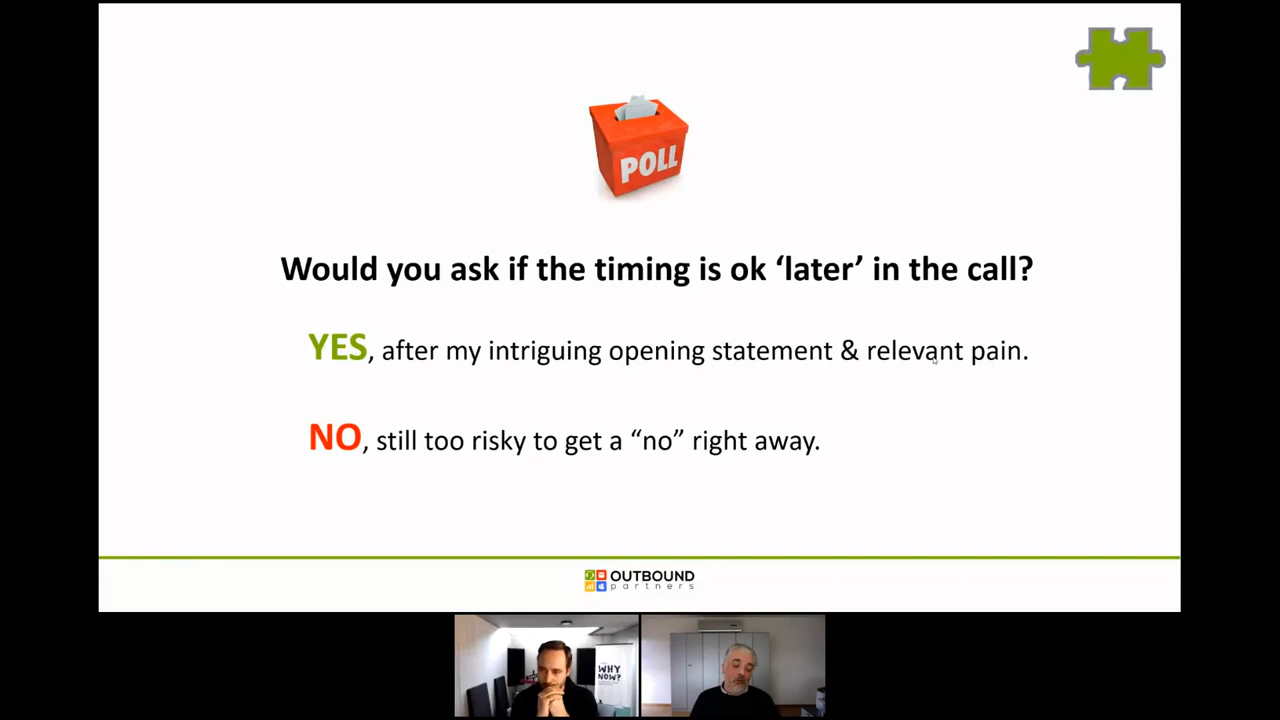 POLL
Would you ask if the timing is ok ‘later’ in the call?
YES, after my intriguing opening statement & relevant pain.
NO, still too risky to get a “no” right away.
OUTBOUND
partners
WHY
NOW?